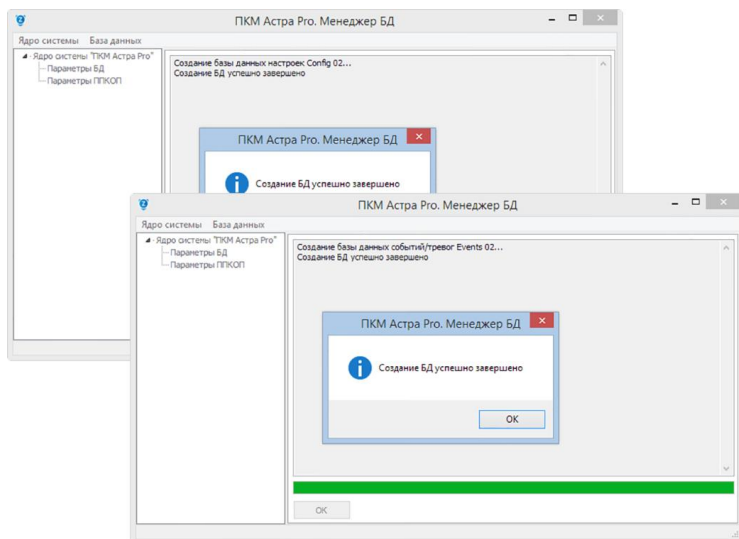 ПКМ Астра Pro. Менеджер БД
Ядро системы База данных
Ядро системы "ПКМ Астра Pro"
Параметры БД
Параметры ППКОП
Создание базы данных настроек Config 02...
Создание БД успешно завершено
ПКМ Астра Pro. Менеджер БД
Создание БД успешно завершено
ПКМ Астра Pro. Менеджер БД
Ядро системы База данных
Ядро системы "ПКМ Астра Pro"
Параметры БД
Параметры ППКОП
Создание базы данных событий/тревог Events 02...
Создание БД успешно завершено
ПКМ Астра Pro. Менеджер БД
Создание БД успешно завершено
OK
OK